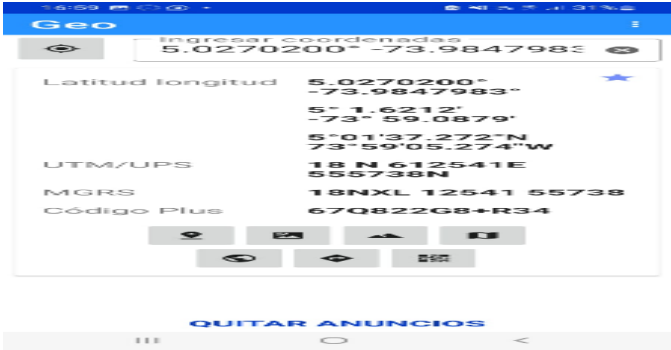 16:59
31%
Geo
Ingresar coordenadas
5.0270200° -73.9847983
Latitud longitud
5.0270200°
-73.9847983°
5° 1.6212'
-73° 59.0879'
5°01'37.272"N
73°59'05.274"W
UTM/UPS
18 N 612541E
555738N
MGRS
18NXL 12541 55738
Código Plus
67Q822G8+R34
QUITAR ANUNCIOS